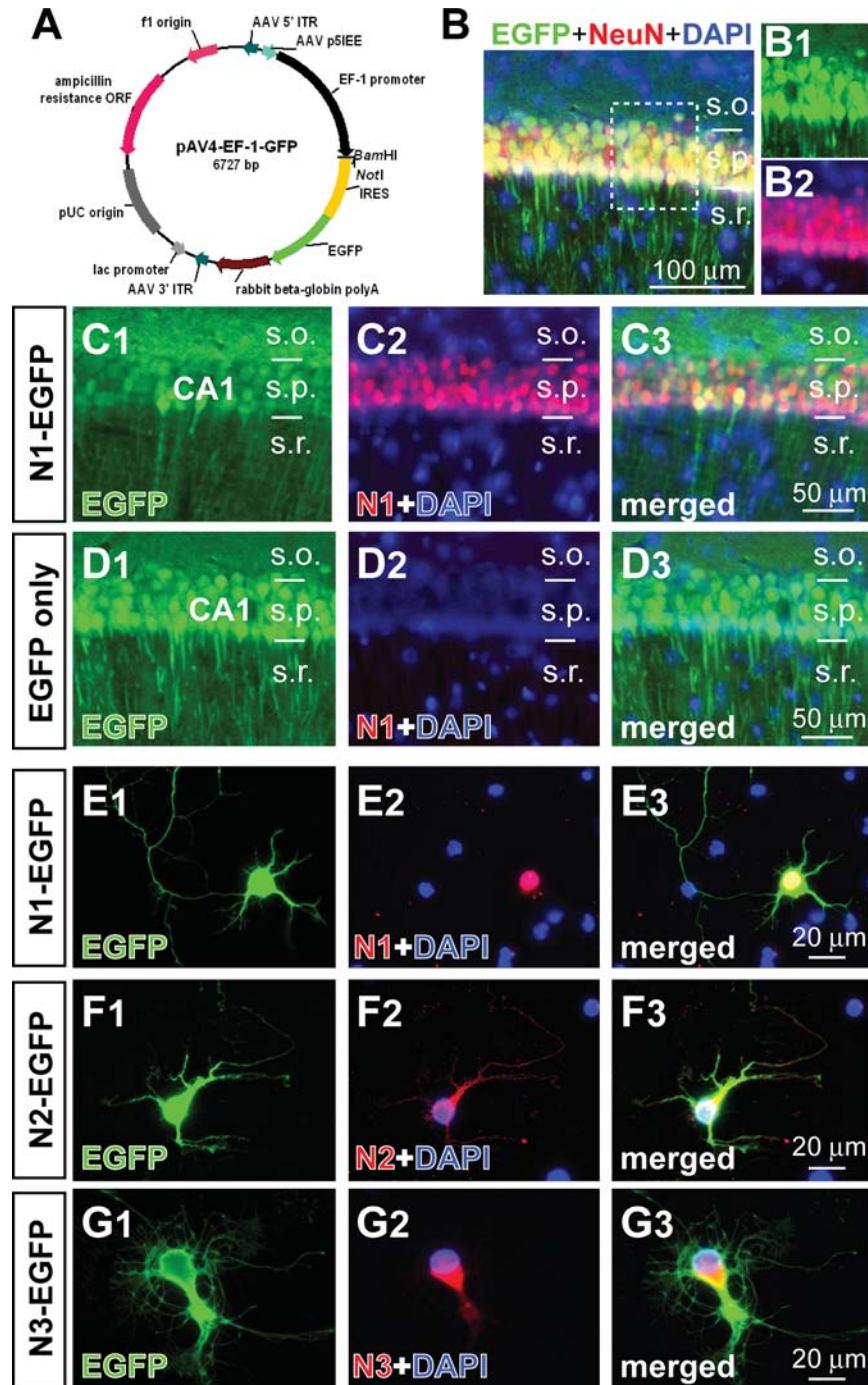 A
f1 origin
AAV 5' ITR
AAV p5IEE
EF-1 promoter
ampicillin
resistance ORF
pAV4-EF-1-GFP
6727 bp
BamHI
NotI
IRES
pUC origin
EGFP
lac promoter
AAV 3' ITR
rabbit beta-globin polyA
B
EGFP+NeuN+DAPI
s.o.
s.p.
s.r.
100 μm
B1
B2
N1-EGFP
C1
CA1
s.o.
s.p.
s.r.
EGFP
C2
s.o.
s.p.
s.r.
N1+DAPI
C3
s.o.
s.p.
s.r.
merged
50 μm
EGFP only
D1
CA1
s.o.
s.p.
s.r.
EGFP
D2
s.o.
s.p.
s.r.
N1+DAPI
D3
s.o.
s.p.
s.r.
merged
50 μm
N1-EGFP
E1
EGFP
E2
N1+DAPI
E3
merged
20 μm
N2-EGFP
F1
EGFP
F2
N2+DAPI
F3
merged
20 μm
N3-EGFP
G1
EGFP
G2
N3+DAPI
G3
merged
20 μm